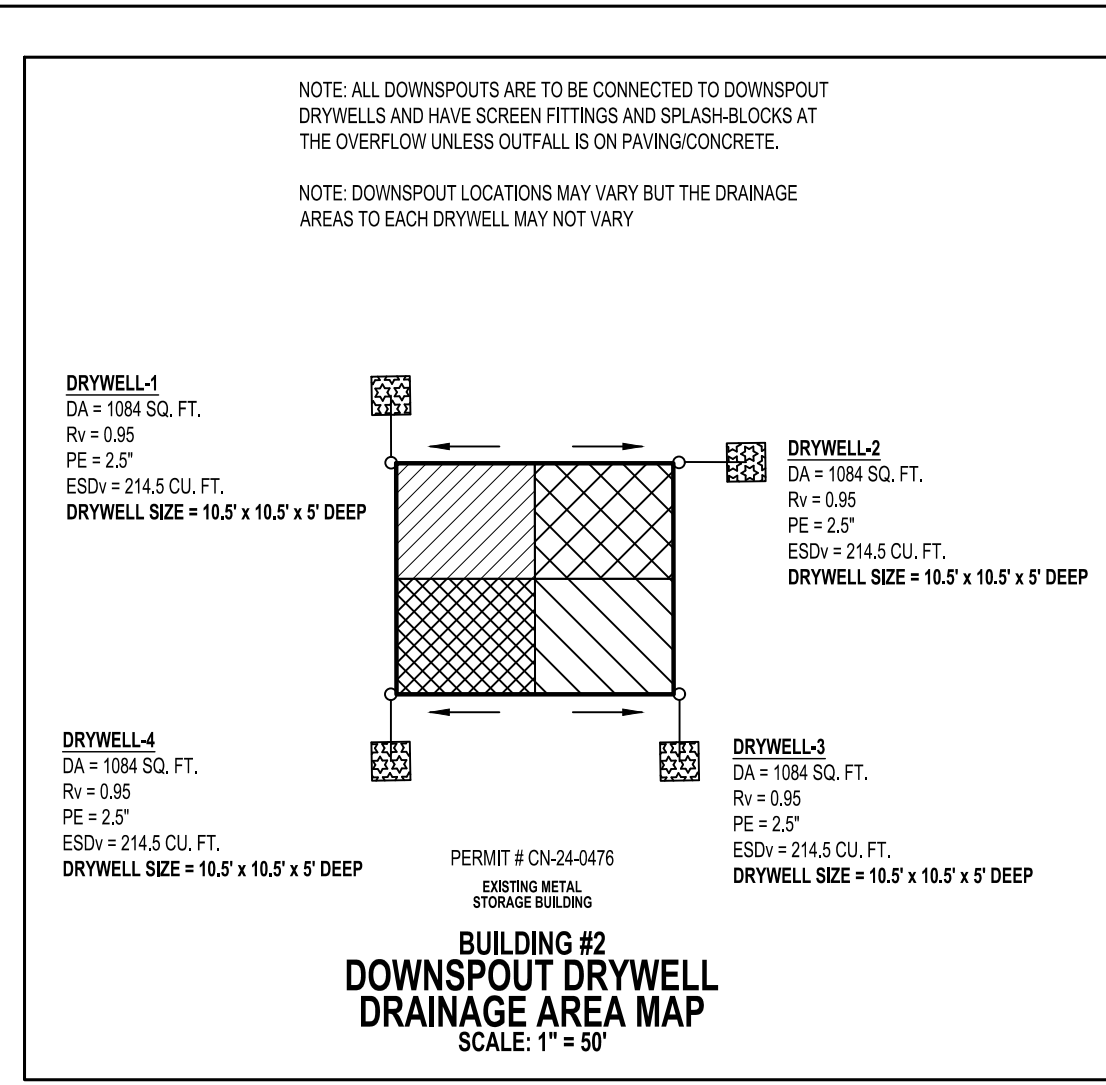 NOTE: ALL DOWNSPOUTS ARE TO BE CONNECTED TO DOWNSPOUT
DRYWELLS AND HAVE SCREEN FITTINGS AND SPLASH-BLOCKS AT
THE OVERFLOW UNLESS OUTFALL IS ON PAVING/CONCRETE.
NOTE: DOWNSPOUT LOCATIONS MAY VARY BUT THE DRAINAGE
AREAS TO EACH DRYWELL MAY NOT VARY
DRYWELL-1
DA = 1084 SQ. FT.
Rv = 0.95
PE = 2.5"
ESDv = 214.5 CU. FT.
DRYWELL SIZE = 10.5' x 10.5' x 5' DEEP
DRYWELL-2
DA = 1084 SQ. FT.
Rv = 0.95
PE = 2.5"
ESDv = 214.5 CU. FT.
DRYWELL SIZE = 10.5' x 10.5' x 5' DEEP
DRYWELL-4
DA = 1084 SQ. FT.
Rv = 0.95
PE = 2.5"
ESDv = 214.5 CU. FT.
DRYWELL SIZE = 10.5' x 10.5' x 5' DEEP
DRYWELL-3
DA = 1084 SQ. FT.
Rv = 0.95
PE = 2.5"
ESDv = 214.5 CU. FT.
DRYWELL SIZE = 10.5' x 10.5' x 5' DEEP
PERMIT # CN-24-0476
EXISTING METAL
STORAGE BUILDING
BUILDING #2
DOWNSPOUT DRYWELL
DRAINAGE AREA MAP
SCALE: 1" = 50'